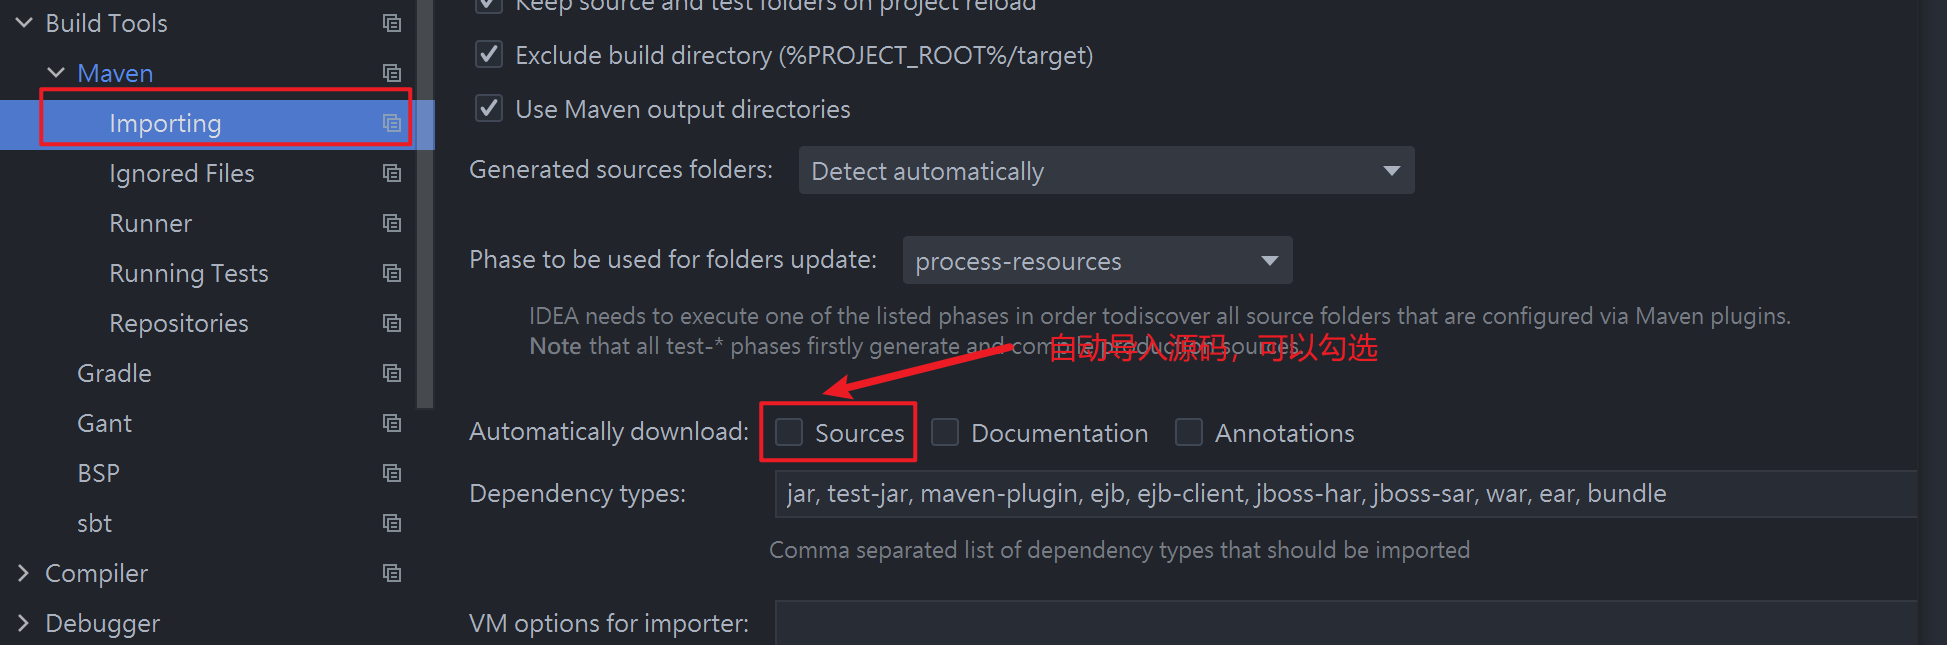 Build Tools
Maven
Importing
Ignored Files
Runner
Running Tests
Repositories
Gradle
Gant
BSP
sbt
Compiler
Debugger
Keep source and test folders on project reload
Exclude build directory (%PROJECT_ROOT%/target)
Use Maven output directories
Generated sources folders: Detect automatically
Phase to be used for folders update: process-resources
IDEA needs to execute one of the listed phases in order todiscover all source folders that are configured via Maven plugins.
Note that all test-* phases firstly generate and compile production sources.
自动导入源码，可以勾选
Automatically download: Sources Documentation Annotations
Dependency types: jar, test-jar, maven-plugin, ejb, ejb-client, jboss-har, jboss-sar, war, ear, bundle
Comma separated list of dependency types that should be imported
VM options for importer: